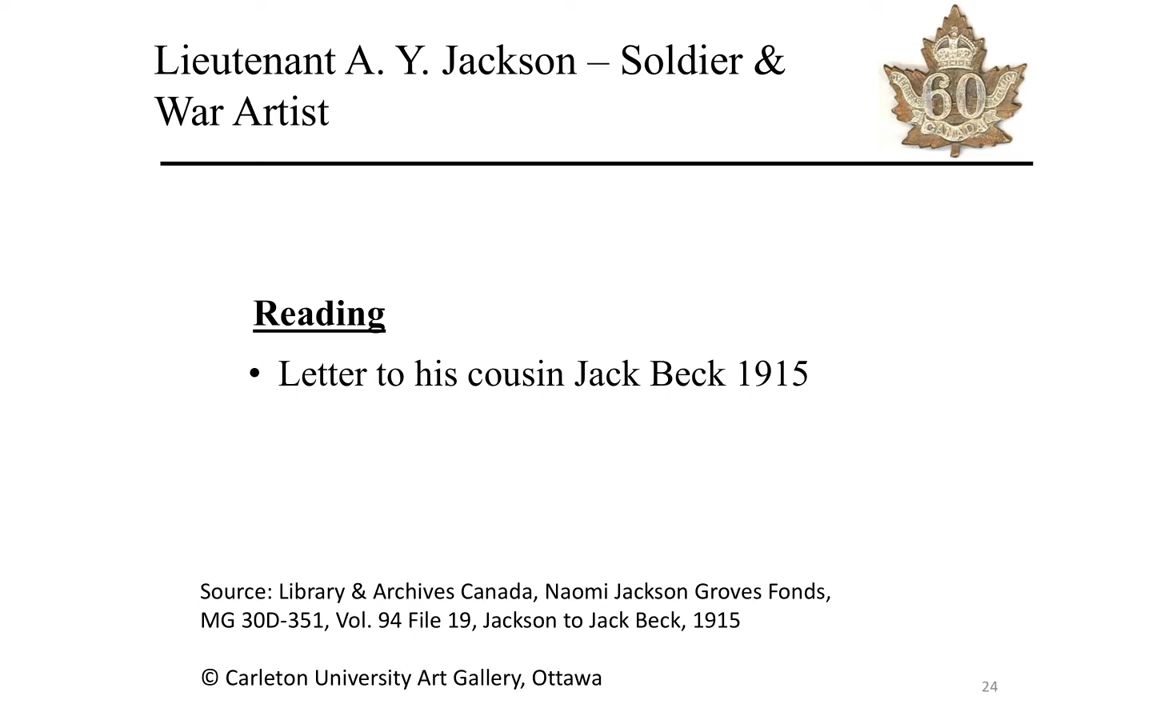 Lieutenant A. Y. Jackson – Soldier &
War Artist
60
CANADA
Reading
• Letter to his cousin Jack Beck 1915
Source: Library & Archives Canada, Naomi Jackson Groves Fonds,
MG 30D-351, Vol. 94 File 19, Jackson to Jack Beck, 1915
© Carleton University Art Gallery, Ottawa
24